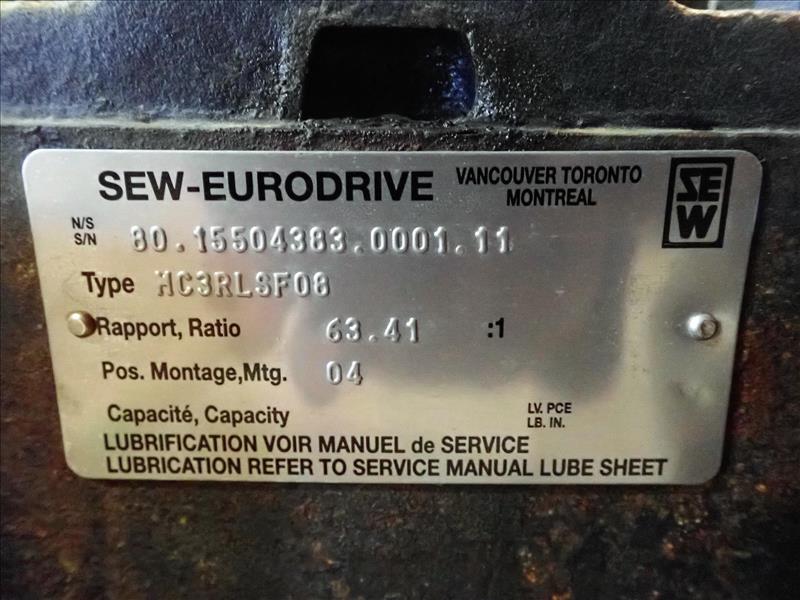 SEW-EURODRIVE VANCOUVER TORONTO
MONTREAL
SEW
N/S
S/N 80.15504383.0001.11
Type MC3RLSF08
Rapport, Ratio 63.41 :1
Pos. Montage,Mtg. 04
Capacité, Capacity LV. PCE
LB. IN.
LUBRIFICATION VOIR MANUEL de SERVICE
LUBRICATION REFER TO SERVICE MANUAL LUBE SHEET